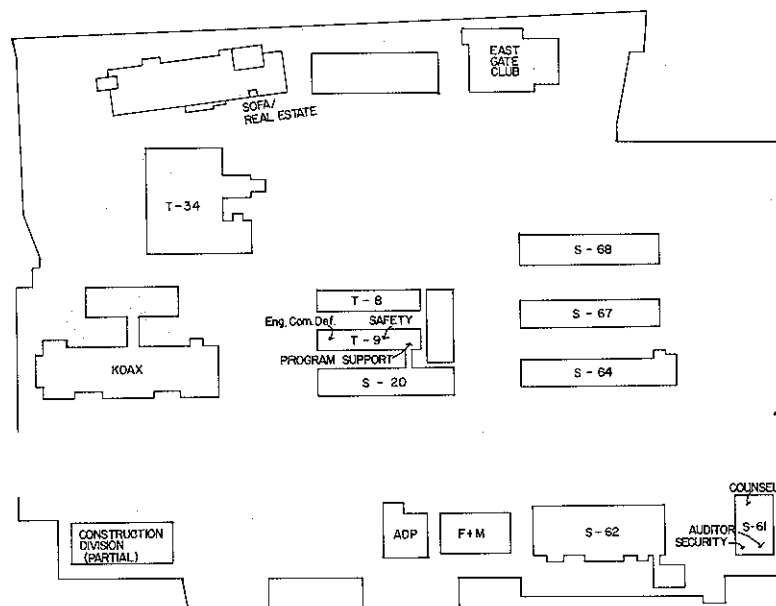 EAST
GATE
CLUB
SOFA/
REAL ESTATE
T-34
S-68
T-8
Eng. Com. Def.
SAFETY
T-9
S-67
PROGRAM SUPPORT
KOAX
S-20
S-64
COUNSEL
CONSTRUCTION
DIVISION
(PARTIAL)
ADP
F+M
S-62
AUDITOR
S-61
SECURITY